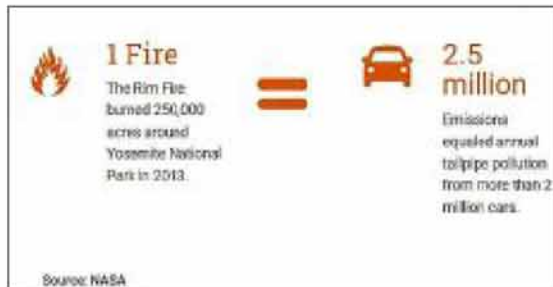 1 Fire
The Rim Fire
burned 250,000
acres around
Yosemite National
Park in 2013.
2.5
million
Emissions
equaled annual
tailpipe pollution
from more than 2
million cars.
Source: NASA